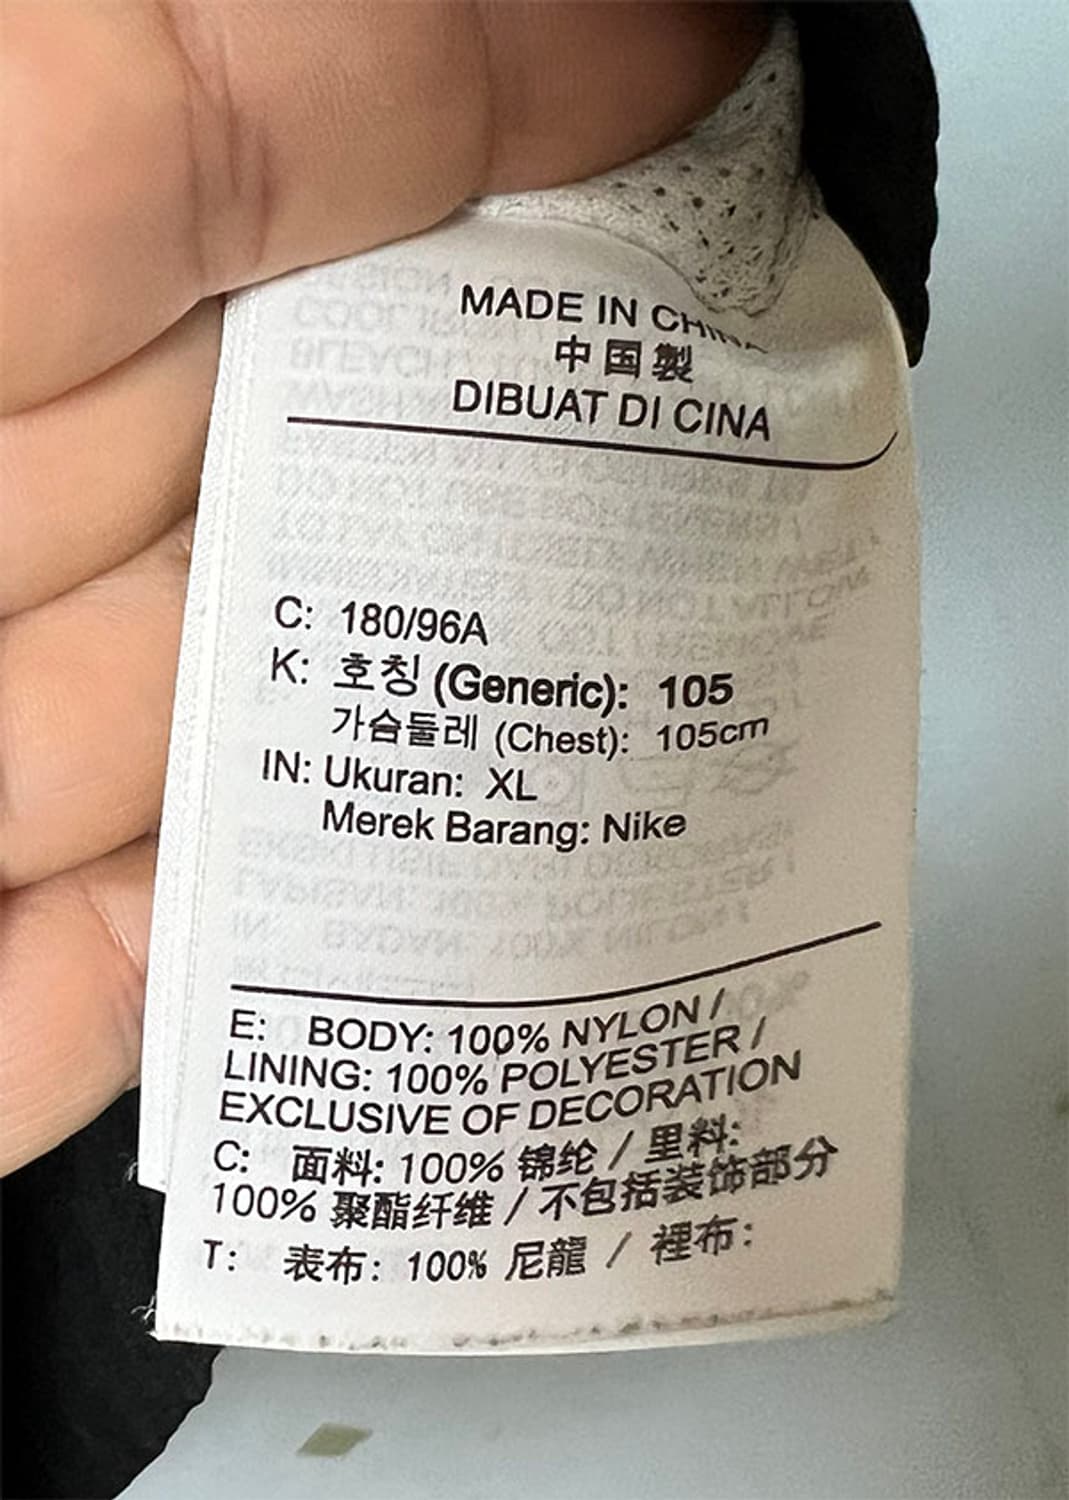 MADE IN CHINA
中国製
DIBUAT DI CINA
C: 180/96A
K: 호칭 (Generic): 105
가슴둘레 (Chest): 105cm
IN: Ukuran: XL
Merek Barang: Nike
E: BODY: 100% NYLON /
LINING: 100% POLYESTER /
EXCLUSIVE OF DECORATION
C: 面料: 100% 锦纶 / 里料:
100% 聚酯纤维 / 不包括装饰部分
T: 表布: 100% 尼龍 / 裡布: